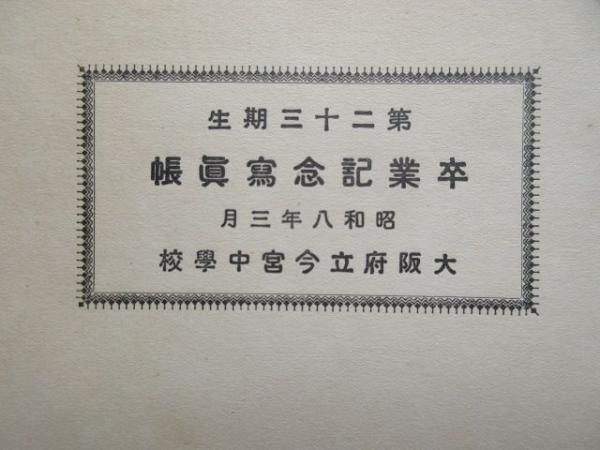 第二十三期生
卒業記念寫眞帳
昭和八年三月
大阪府立今宮中學校